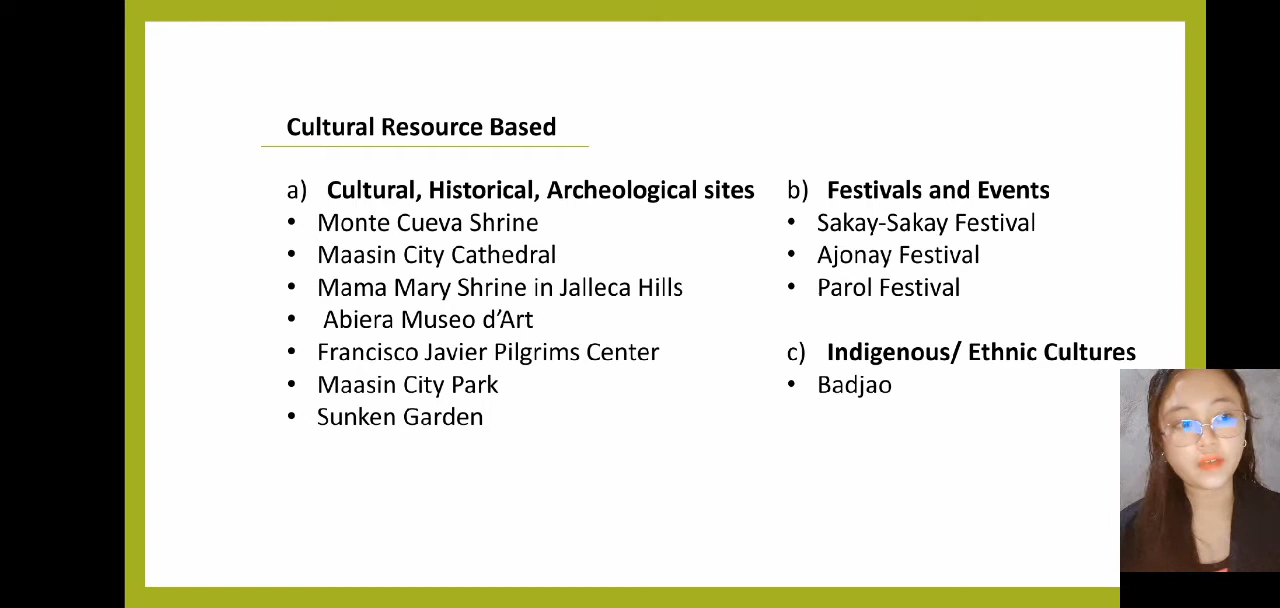 Cultural Resource Based
a) Cultural, Historical, Archeological sites
• Monte Cueva Shrine
• Maasin City Cathedral
• Mama Mary Shrine in Jalleca Hills
• Abiera Museo d’Art
• Francisco Javier Pilgrims Center
• Maasin City Park
• Sunken Garden
b) Festivals and Events
• Sakay-Sakay Festival
• Ajonay Festival
• Parol Festival
c) Indigenous/ Ethnic Cultures
• Badjao